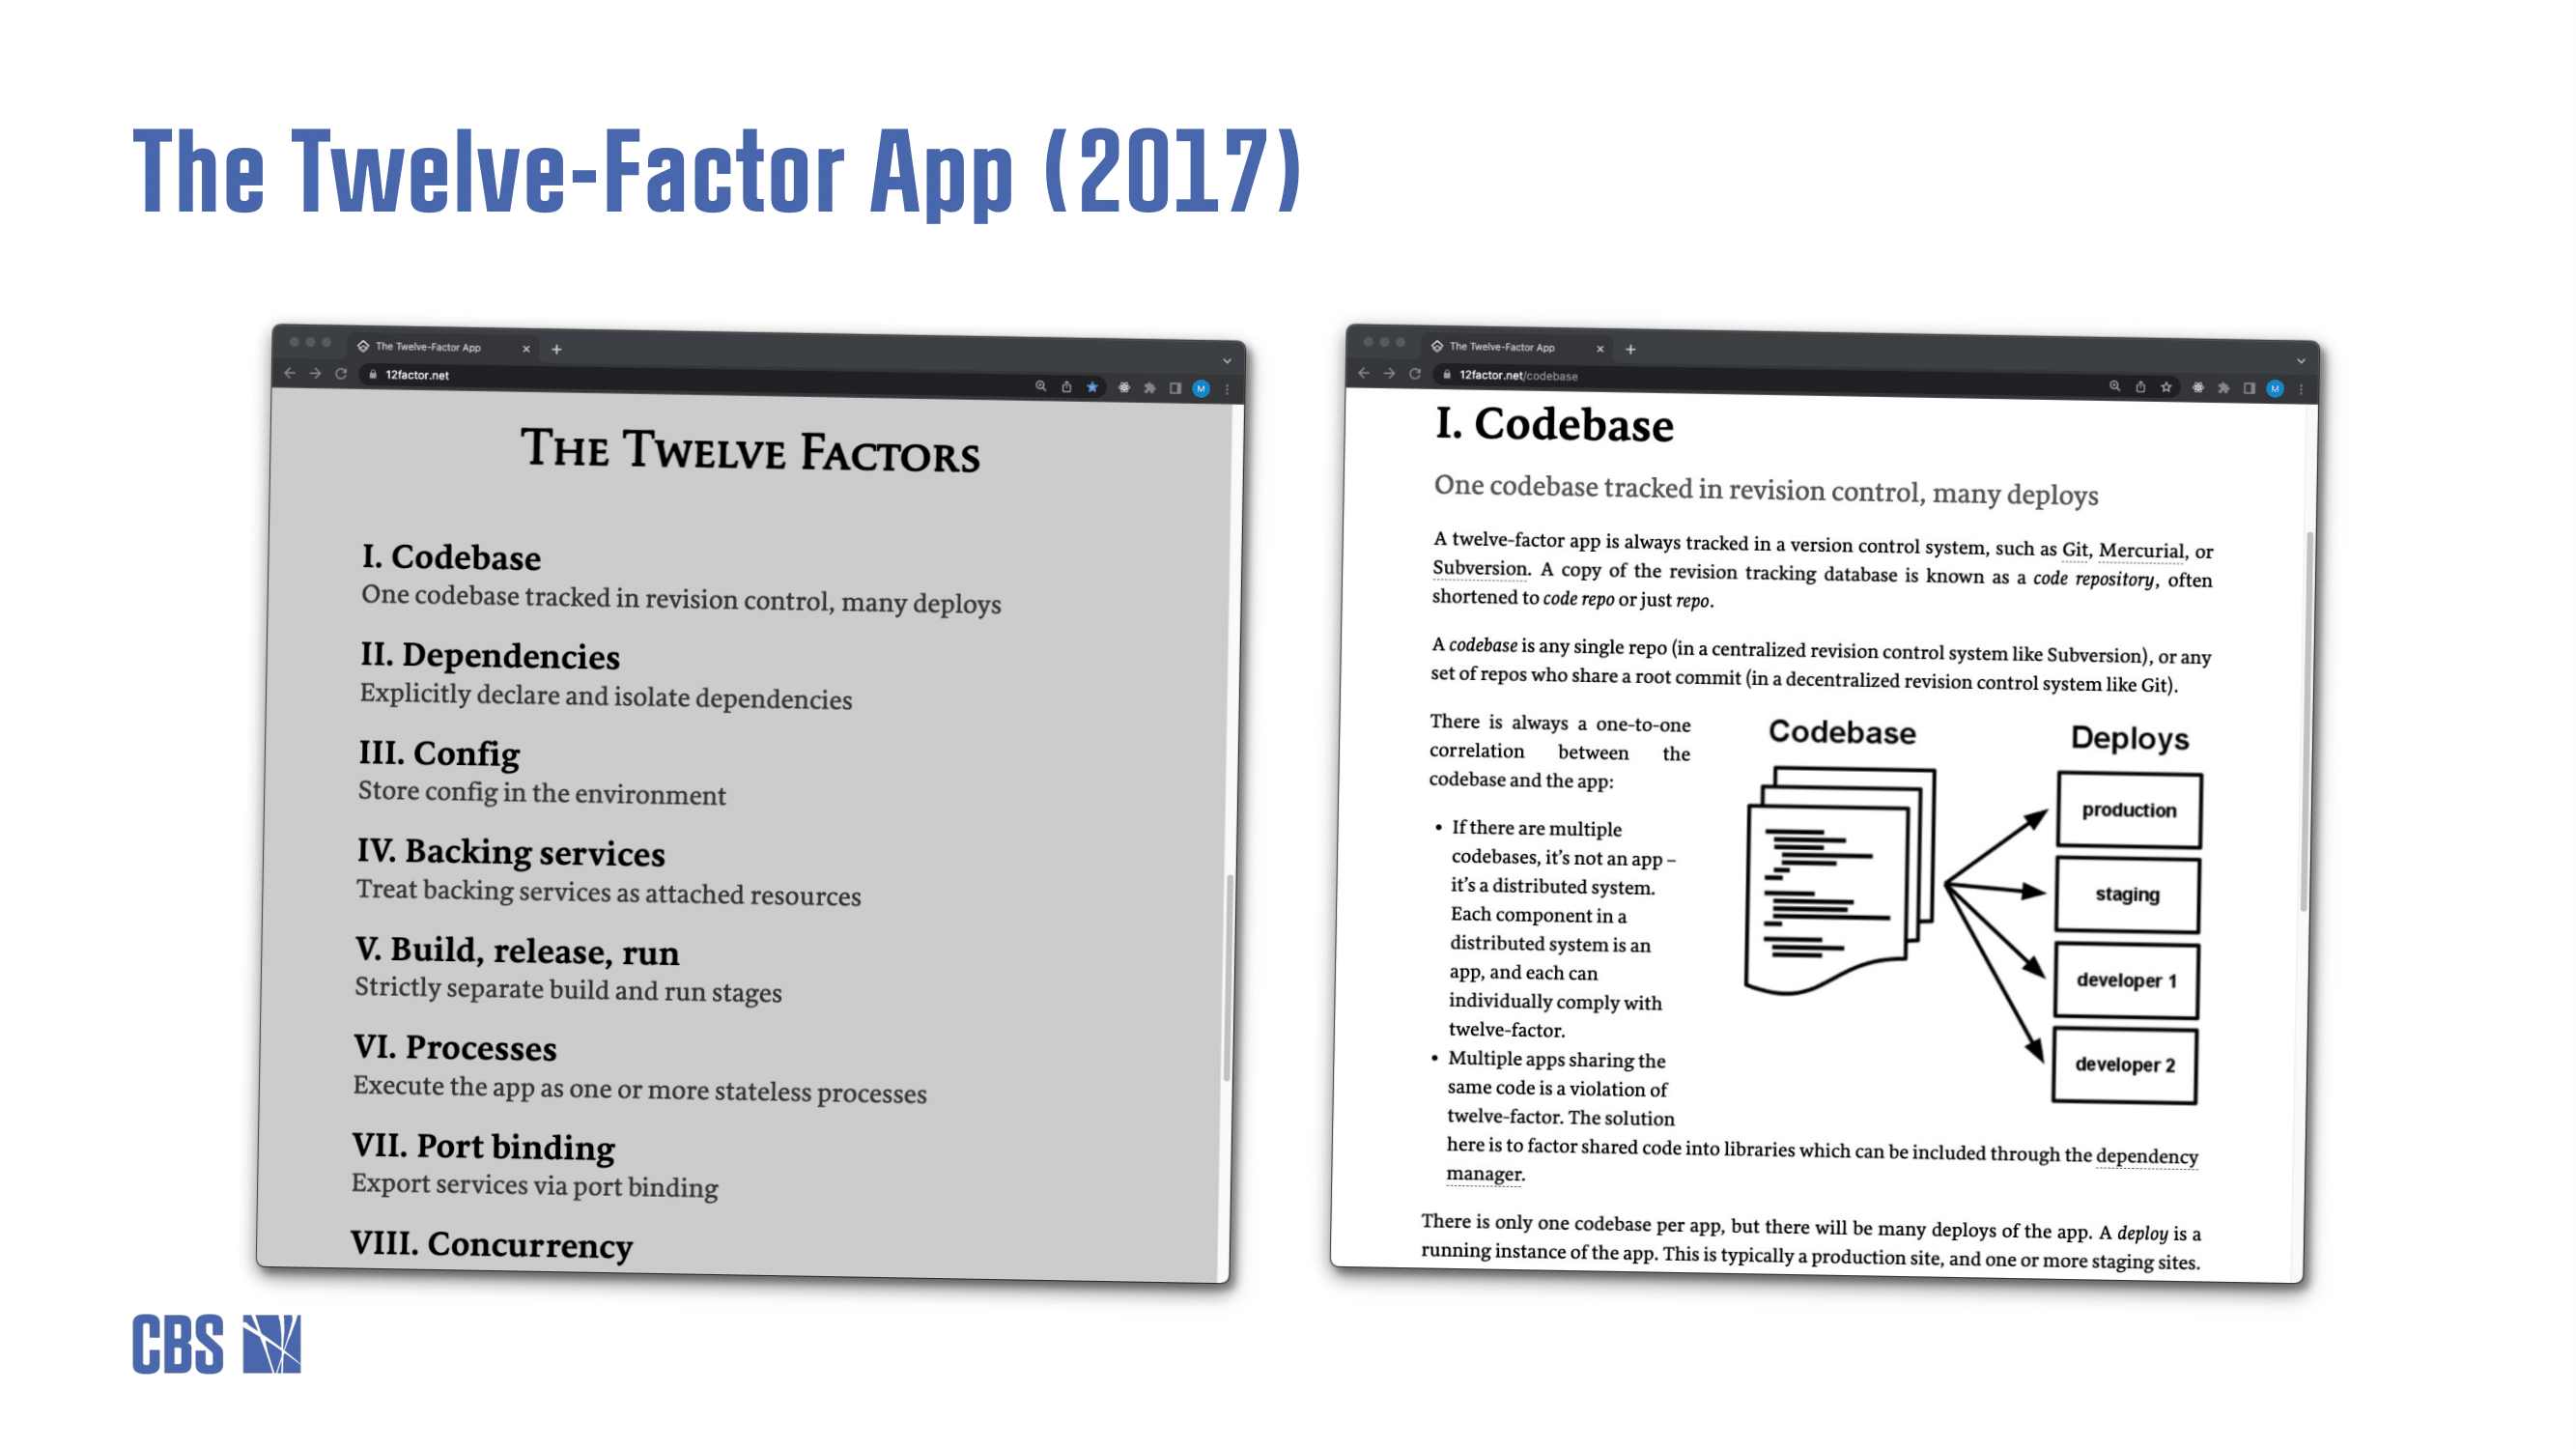 The Twelve-Factor App (2017)
The Twelve-Factor App
12factor.net
M
THE TWELVE FACTORS
I. Codebase
One codebase tracked in revision control, many deploys
II. Dependencies
Explicitly declare and isolate dependencies
III. Config
Store config in the environment
IV. Backing services
Treat backing services as attached resources
V. Build, release, run
Strictly separate build and run stages
VI. Processes
Execute the app as one or more stateless processes
VII. Port binding
Export services via port binding
VIII. Concurrency
The Twelve-Factor App
12factor.net/codebase
M
I. Codebase
One codebase tracked in revision control, many deploys
A twelve-factor app is always tracked in a version control system, such as Git, Mercurial, or
Subversion. A copy of the revision tracking database is known as a code repository, often
shortened to code repo or just repo.
A codebase is any single repo (in a centralized revision control system like Subversion), or any
set of repos who share a root commit (in a decentralized revision control system like Git).
There is always a one-to-one
correlation between the
codebase and the app:
• If there are multiple
codebases, it’s not an app –
it’s a distributed system.
Each component in a
distributed system is an
app, and each can
individually comply with
twelve-factor.
• Multiple apps sharing the
same code is a violation of
twelve-factor. The solution
here is to factor shared code into libraries which can be included through the dependency
manager.
Codebase
Deploys
production
staging
developer 1
developer 2
There is only one codebase per app, but there will be many deploys of the app. A deploy is a
running instance of the app. This is typically a production site, and one or more staging sites.
CBS